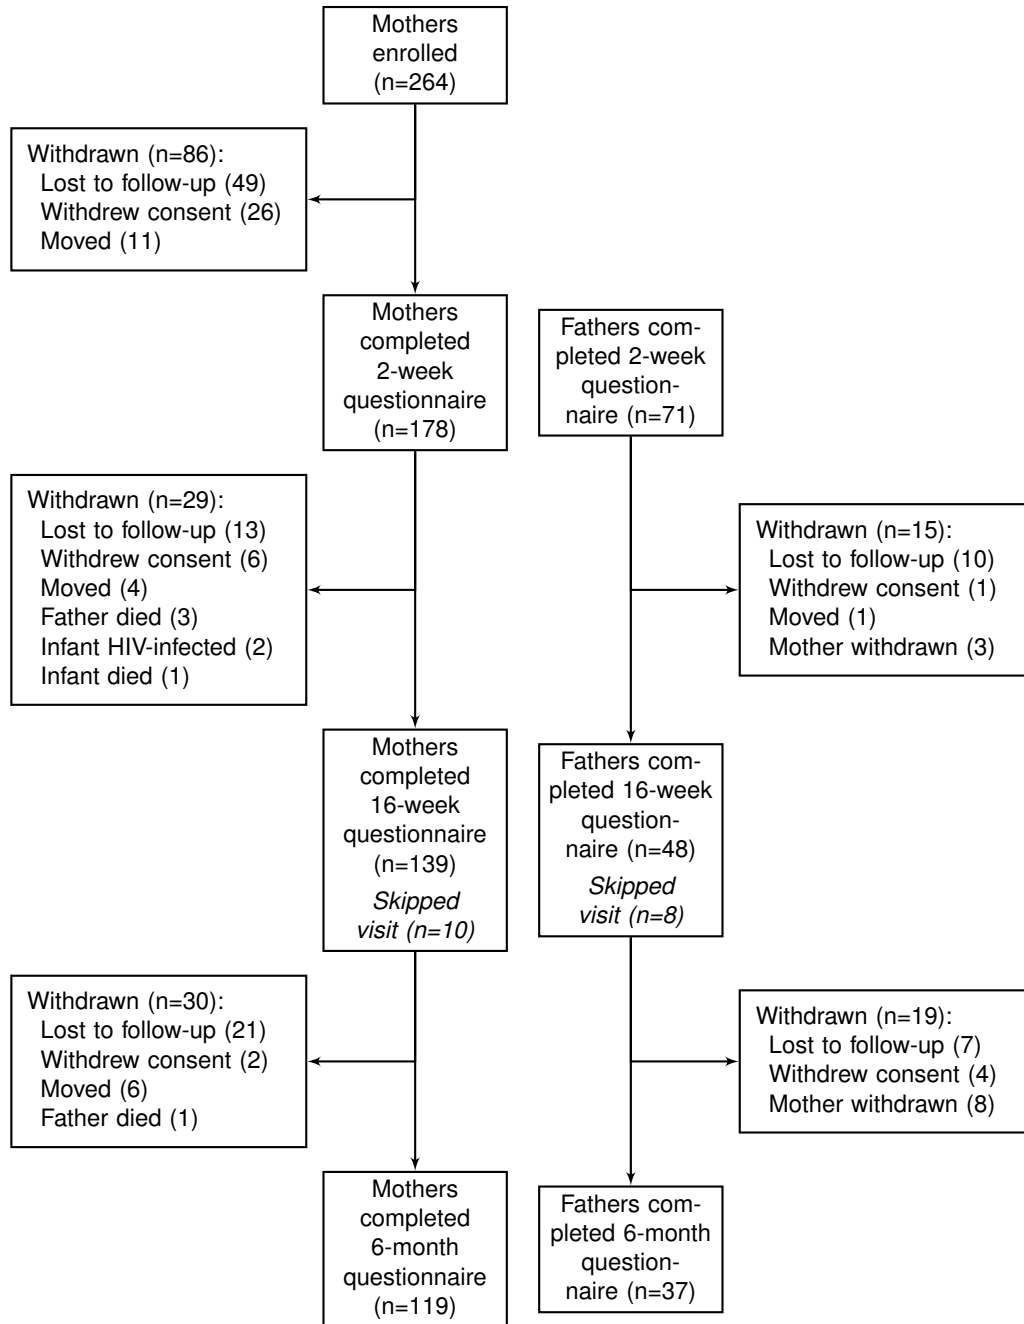 Mothers
enrolled
(n=264)
Withdrawn (n=86):
Lost to follow-up (49)
Withdrew consent (26)
Moved (11)
Mothers
completed
2-week
questionnaire
(n=178)
Fathers com-
pleted 2-week
question-
naire (n=71)
Withdrawn (n=29):
Lost to follow-up (13)
Withdrew consent (6)
Moved (4)
Father died (3)
Infant HIV-infected (2)
Infant died (1)
Withdrawn (n=15):
Lost to follow-up (10)
Withdrew consent (1)
Moved (1)
Mother withdrawn (3)
Mothers
completed
16-week
questionnaire
(n=139)
Skipped
visit (n=10)
Fathers com-
pleted 16-week
question-
naire (n=48)
Skipped
visit (n=8)
Withdrawn (n=30):
Lost to follow-up (21)
Withdrew consent (2)
Moved (6)
Father died (1)
Withdrawn (n=19):
Lost to follow-up (7)
Withdrew consent (4)
Mother withdrawn (8)
Mothers
completed
6-month
questionnaire
(n=119)
Fathers com-
pleted 6-month
question-
naire (n=37)